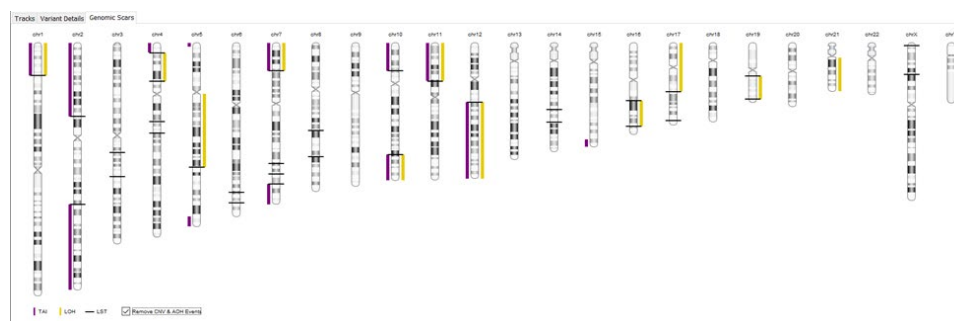 Tracks Variant Details Genomic Scars
chr1 chr2 chr3 chr4 chr5 chr6 chr7 chr8 chr9 chr10 chr11 chr12 chr13 chr14 chr15 chr16 chr17 chr18 chr19 chr20 chr21 chr22 chrX
TAI LOH LST Remove CNV & AOH Events